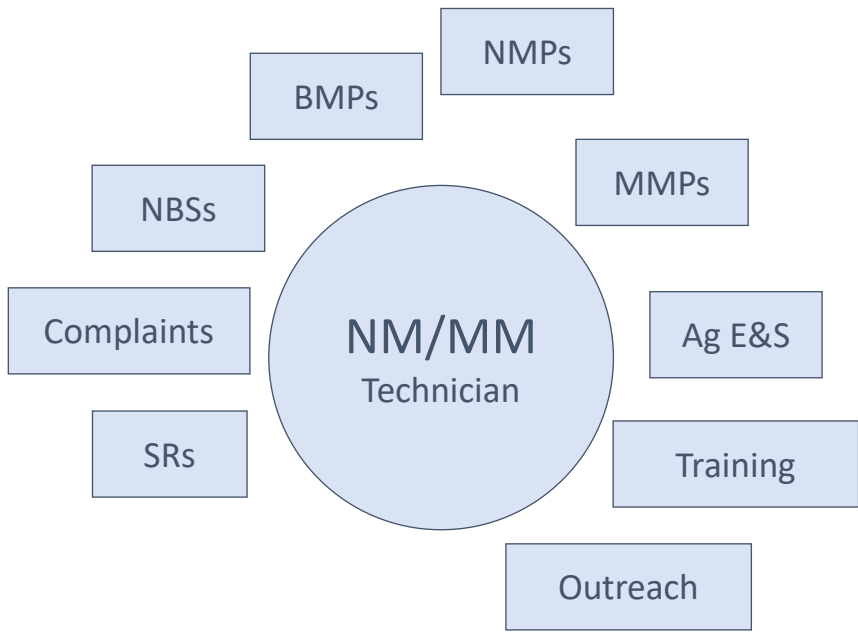 NMPs
BMPs
MMPs
NBSs
Complaints
NM/MM
Technician
Ag E&S
SRs
Training
Outreach